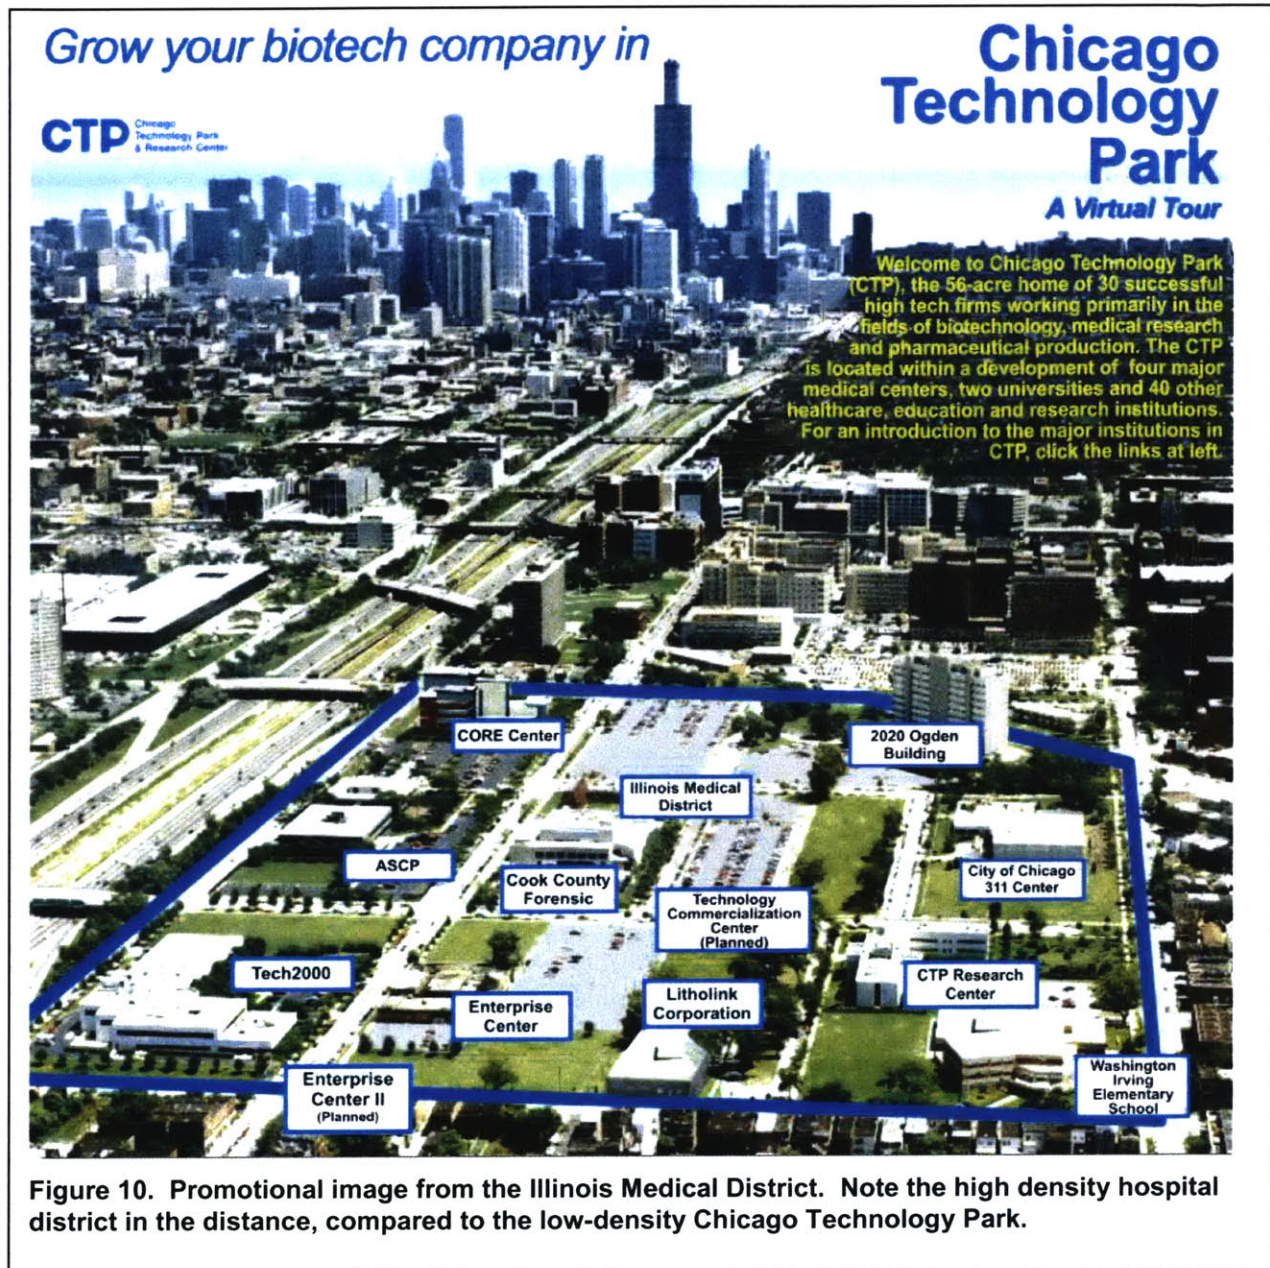 Grow your biotech company in
Chicago
Technology
Park
A Virtual Tour
CTP
Chicago
Technology Park
& Research Center
Welcome to Chicago Technology Park
(CTP), the 56-acre home of 30 successful
high tech firms working primarily in the
fields of biotechnology, medical research
and pharmaceutical production. The CTP
is located within a development of four major
medical centers, two universities and 40 other
healthcare, education and research institutions.
For an introduction to the major institutions in
CTP, click the links at left.
CORE Center
2020 Ogden
Building
Illinois Medical
District
ASCP
Cook County
Forensic
City of Chicago
311 Center
Technology
Commercialization
Center
(Planned)
Tech2000
CTP Research
Center
Enterprise
Center
Litholink
Corporation
Enterprise
Center II
(Planned)
Washington
Irving
Elementary
School
Figure 10. Promotional image from the Illinois Medical District. Note the high density hospital
district in the distance, compared to the low-density Chicago Technology Park.